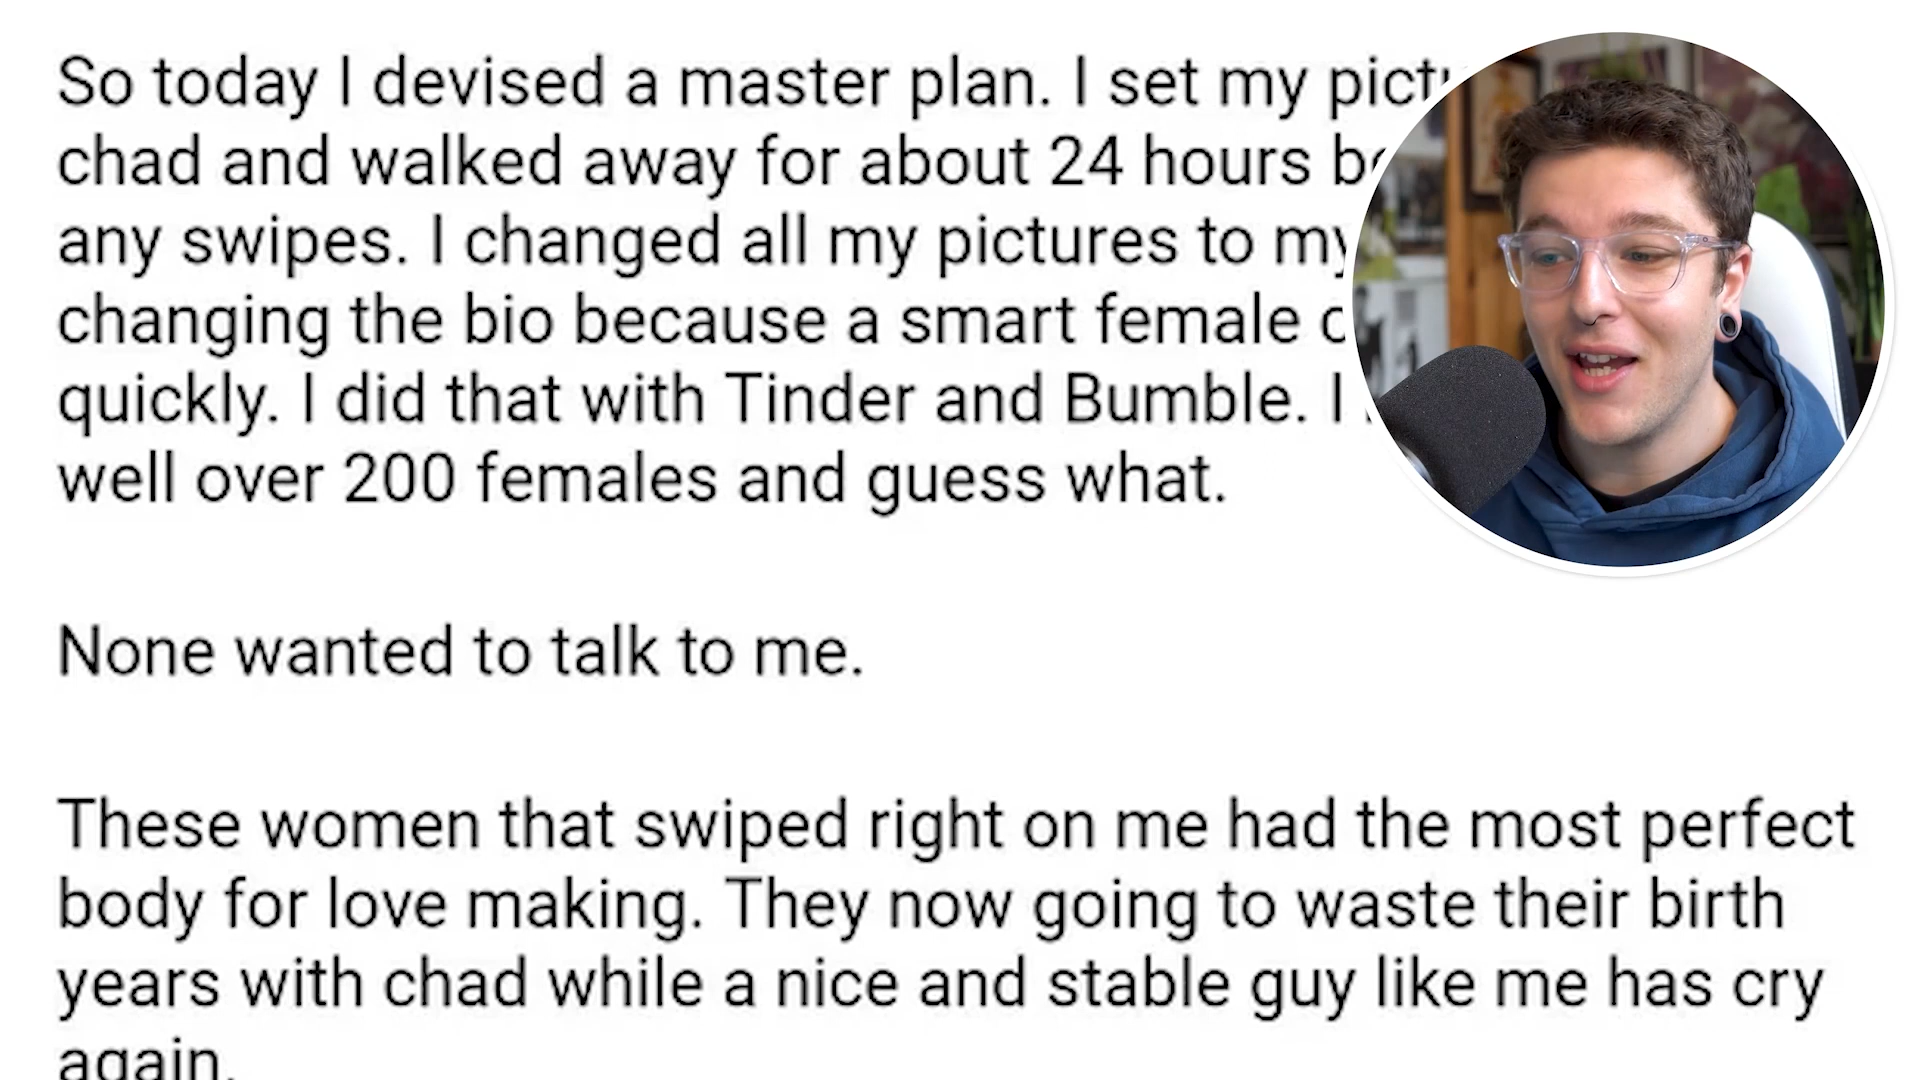 So today I devised a master plan. I set my
chad and walked away for about 24 hours
any swipes. I changed all my pictures to my
changing the bio because a smart female
quickly. I did that with Tinder and Bumble. I
well over 200 females and guess what.
None wanted to talk to me.
These women that swiped right on me had the most perfect
body for love making. They now going to waste their birth
years with chad while a nice and stable guy like me has cry
again.